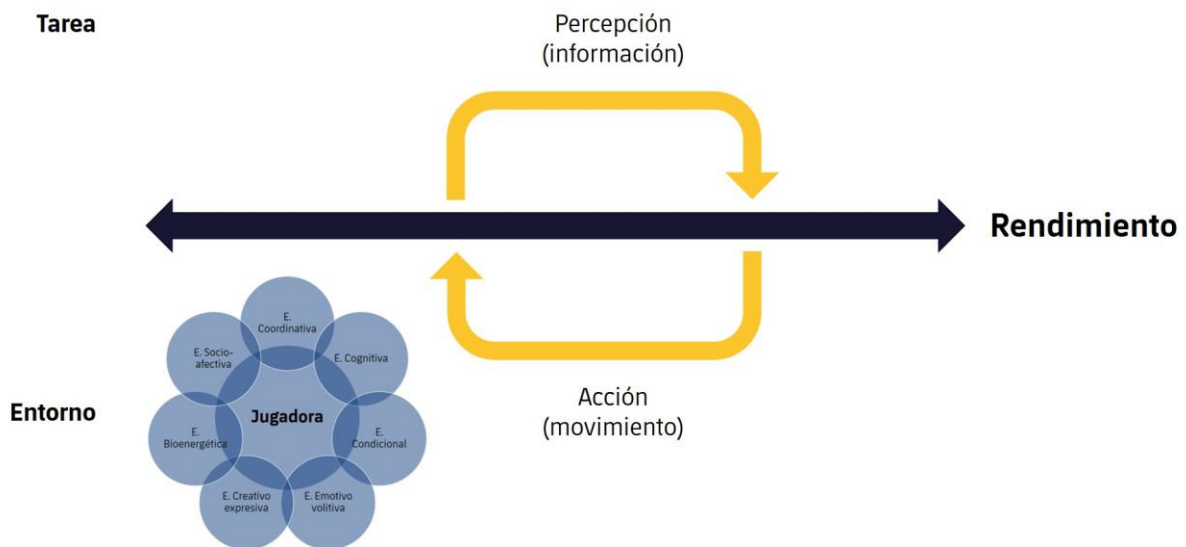 Tarea
Percepción
(información)
Rendimiento
E.
Coordinativa
E. Socio-
afectiva
E. Cognitiva
Entorno
Jugadora
Acción
(movimiento)
E.
Bioenergética
E.
Condicional
E. Creativo
expresiva
E. Emotivo
volitiva